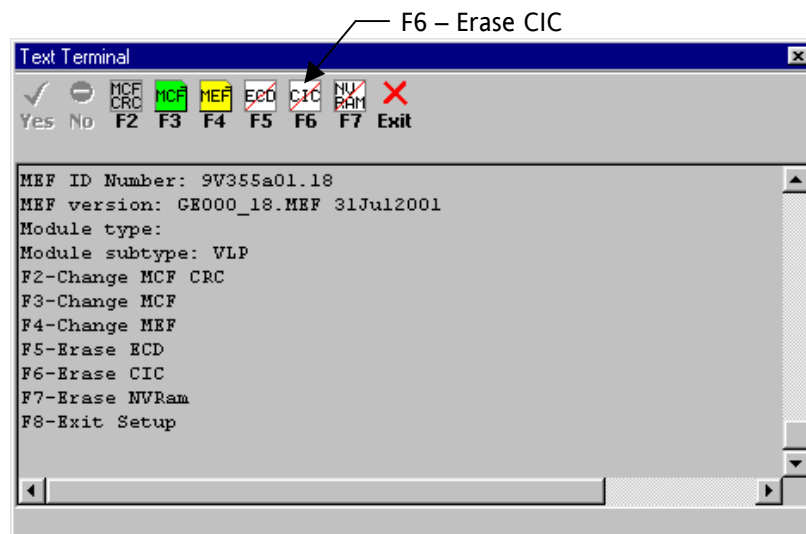 F6 – Erase CIC
Text Terminal
MCF CRC MCF MEF ECD CIC NV RAM
Yes No F2 F3 F4 F5 F6 F7 Exit
MEF ID Number: 9V355a01.18
MEF version: GE000_18.MEF 31Jul2001
Module type:
Module subtype: VLP
F2-Change MCF CRC
F3-Change MCF
F4-Change MEF
F5-Erase ECD
F6-Erase CIC
F7-Erase NVRam
F8-Exit Setup